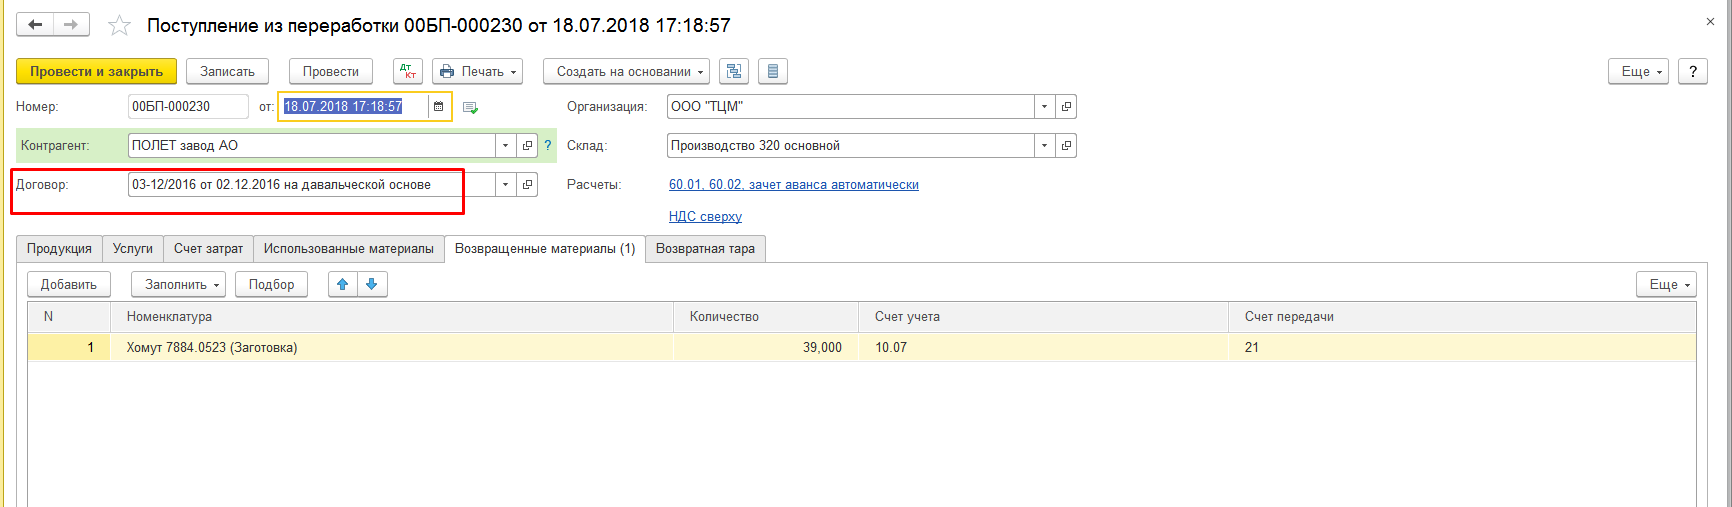 Поступление из переработки 00БП-000230 от 18.07.2018 17:18:57
Провести и закрыть Записать Провести Дт Кт Печать Создать на основании Еще ?
Номер: 00БП-000230 от: 18.07.2018 17:18:57 Организация: ООО "ТЦМ"
Контрагент: ПОЛЕТ завод АО ? Склад: Производство 320 основной
Договор: 03-12/2016 от 02.12.2016 на давальческой основе Расчеты: 60.01, 60.02, зачет аванса автоматически
НДС сверху
Продукция Услуги Счет затрат Использованные материалы Возвращенные материалы (1) Возвратная тара
Добавить Заполнить Подбор Еще
N Номенклатура Количество Счет учета Счет передачи
1 Хомут 7884.0523 (Заготовка) 39,000 10.07 21